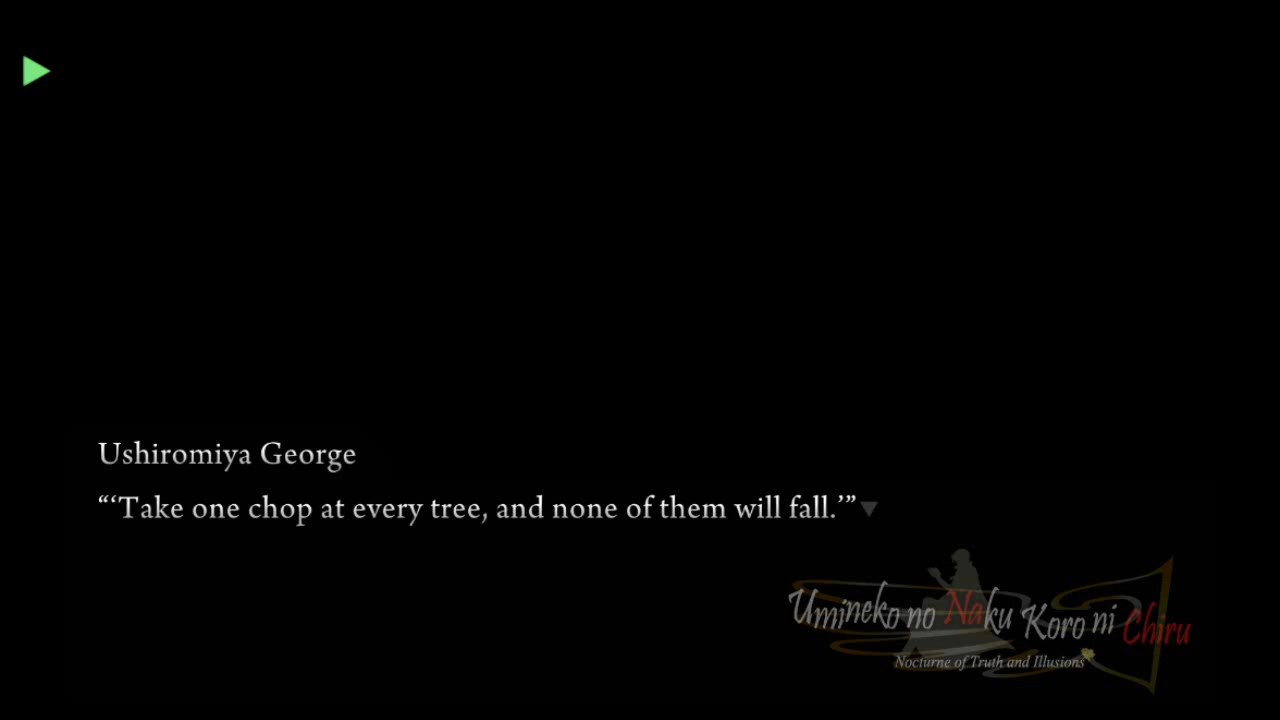 Ushiromiya George
“‘Take one chop at every tree, and none of them will fall.’”
Umineko no Naku Koro ni Chiru
Nocturne of Truth and Illusions